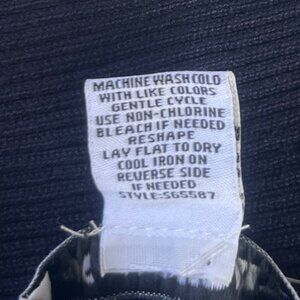 MACHINE WASH COLD
WITH LIKE COLORS
GENTLE CYCLE
USE NON-CHLORINE
BLEACH IF NEEDED
RESHAPE
LAY FLAT TO DRY
COOL IRON ON
REVERSE SIDE
IF NEEDED
STYLE:S65587